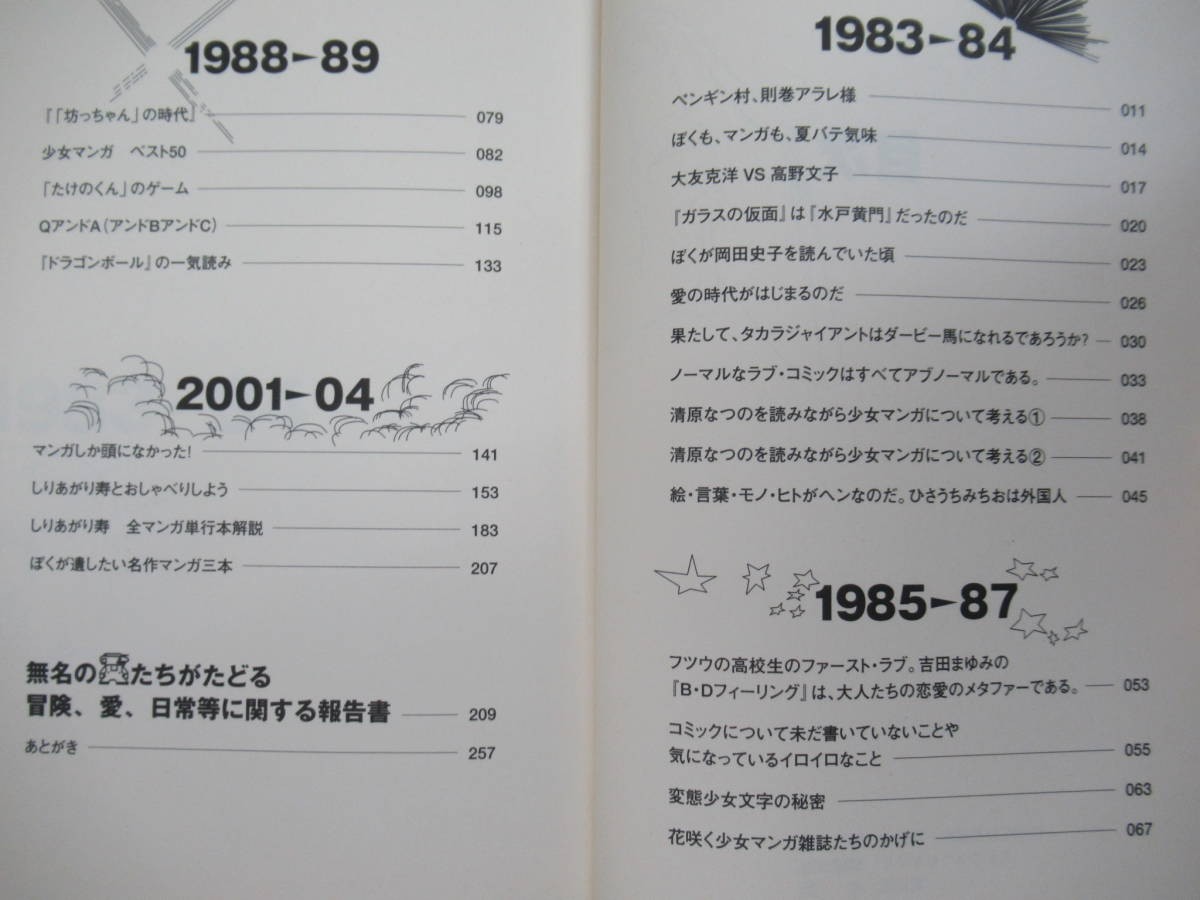 1983►84
ペンギン村、則巻アラレ様 011
ぼくも、マンガも、夏バテ気味 014
大友克洋 VS 高野文子 017
『ガラスの仮面』は『水戸黄門』だったのだ 020
ぼくが岡田史子を読んでいた頃 023
愛の時代がはじまるのだ 026
果たして、タカラジャイアントはダービー馬になれるであろうか? 030
ノーマルなラブ・コミックはすべてアブノーマルである。 033
清原なつのを読みながら少女マンガについて考える① 038
清原なつのを読みながら少女マンガについて考える② 041
絵・言葉・モノ・ヒトがヘンなのだ。ひさうちみちおは外国人 045
1985►87
フツウの高校生のファースト・ラブ。吉田まゆみの
『B・Dフィーリング』は、大人たちの恋愛のメタファーである。 053
コミックについて未だ書いていないことや
気になっているイロイロなこと 055
変態少女文字の秘密 063
花咲く少女マンガ雑誌たちのかげに 067
1988►89
『「坊っちゃん」の時代』 079
少女マンガ ベスト50 082
「たけのくん」のゲーム 098
QアンドA(アンドBアンドC) 115
『ドラゴンボール』の一気読み 133
2001►04
マンガしか頭になかった! 141
しりあがり寿とおしゃべりしよう 153
しりあがり寿 全マンガ単行本解説 183
ぼくが遺したい名作マンガ三本 207
無名のたちがたどる
冒険、愛、日常等に関する報告書 209
あとがき 257